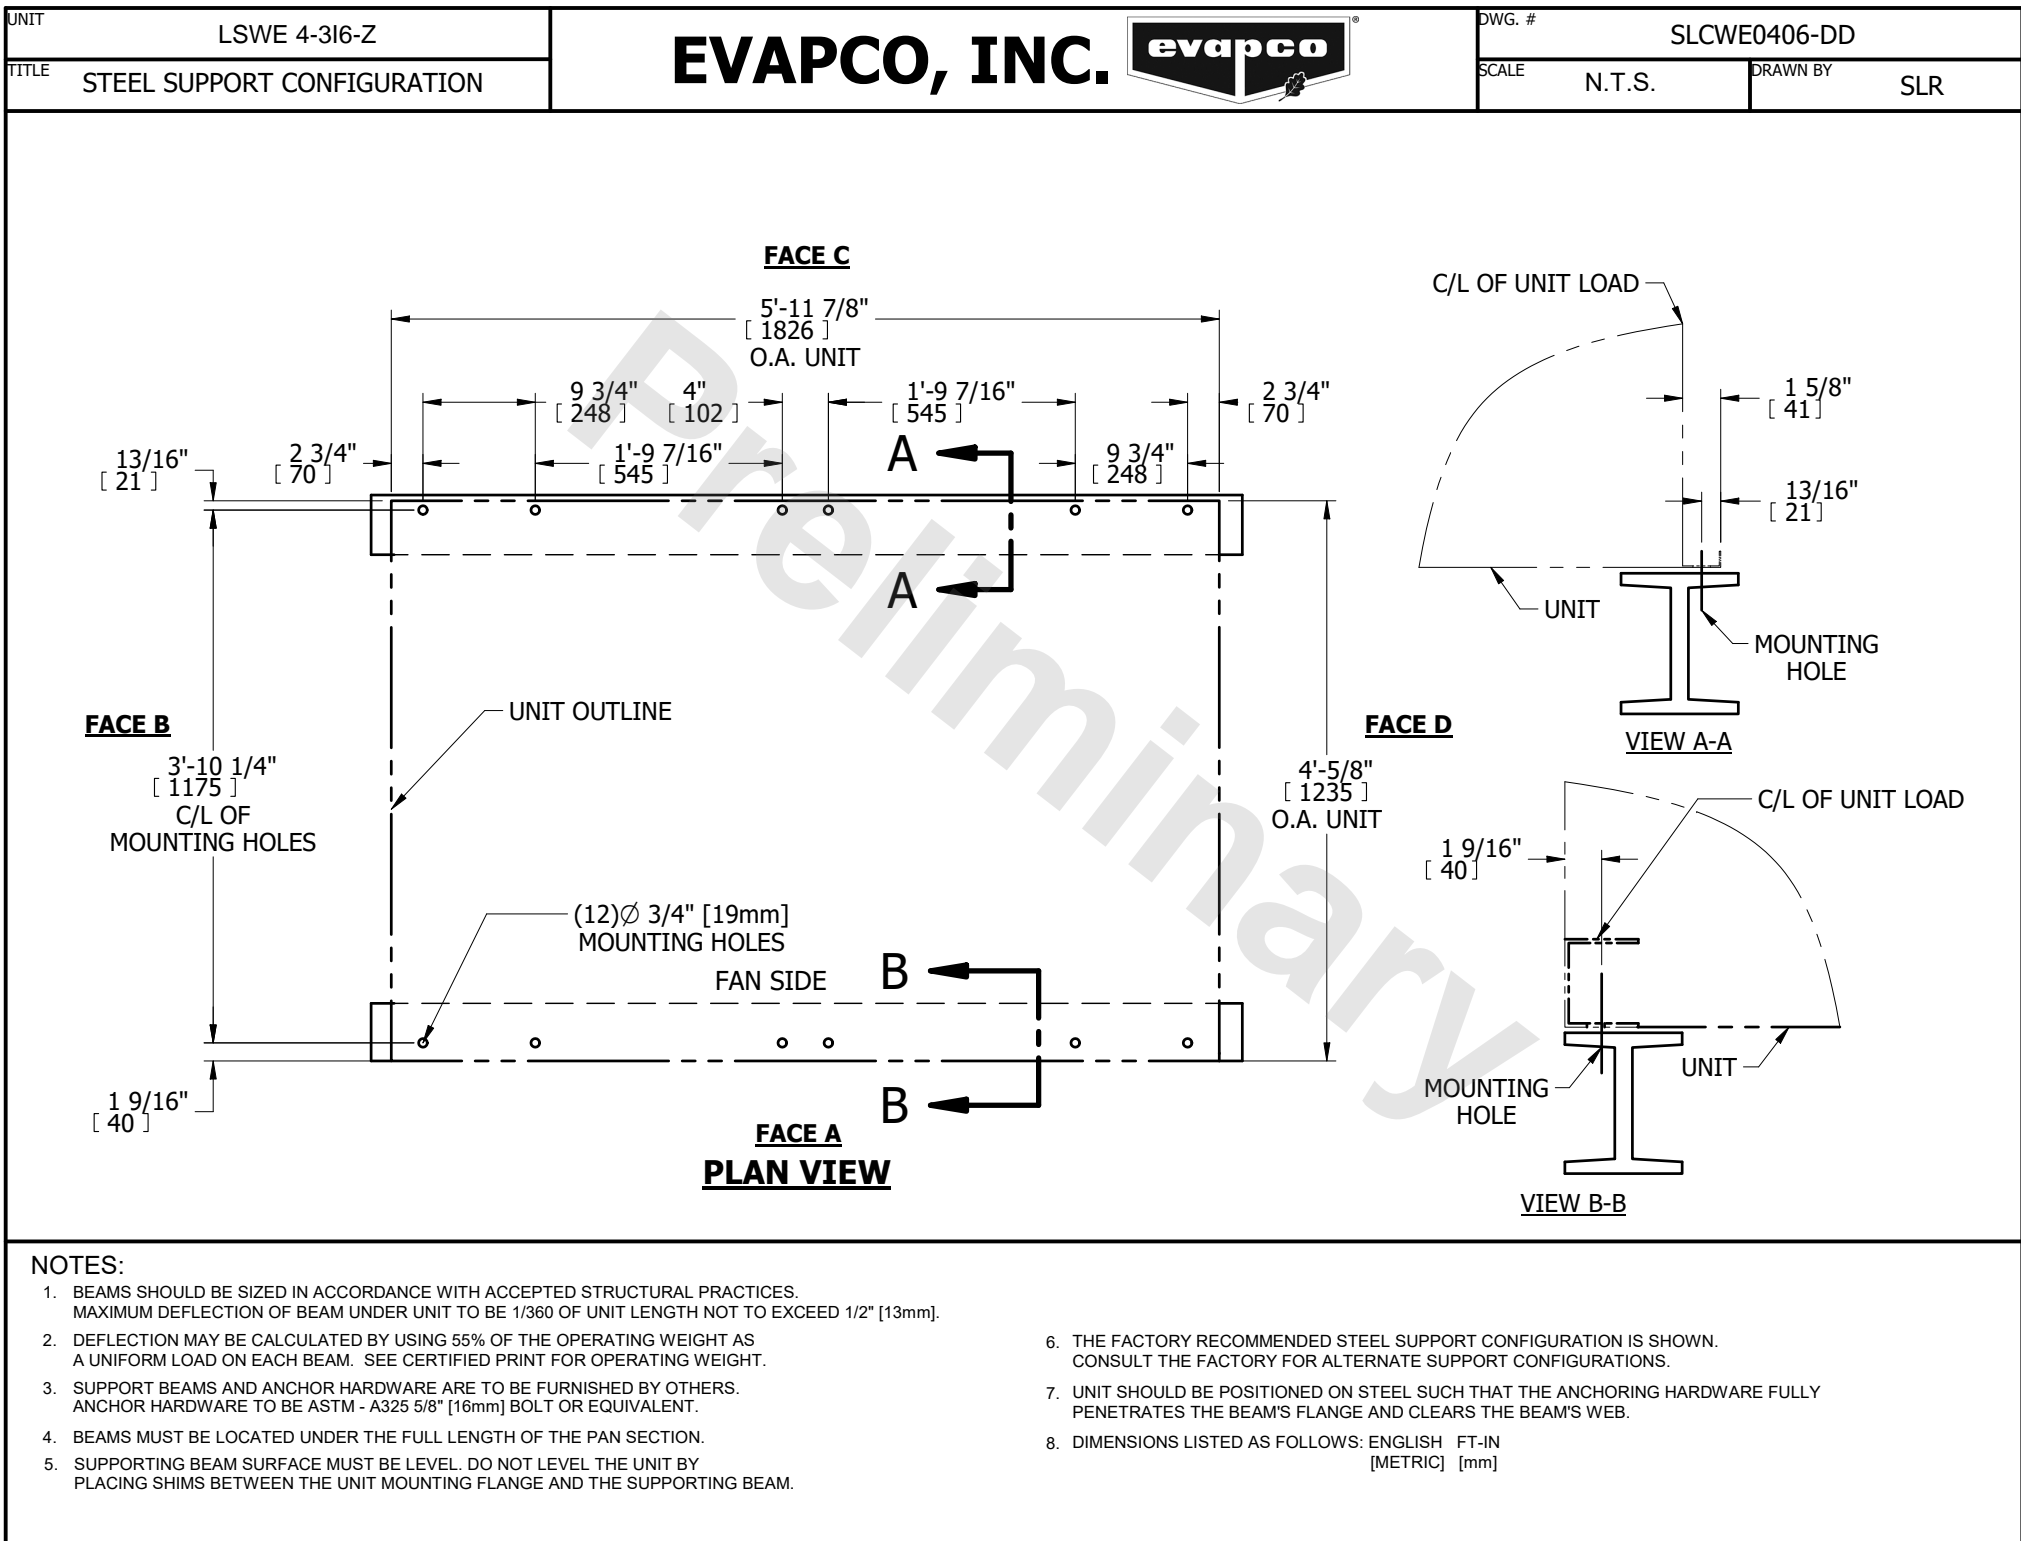 UNIT
LSWE 4-3I6-Z
TITLE
STEEL SUPPORT CONFIGURATION
EVAPCO, INC.
evapco
®
DWG. #
SLCWE0406-DD
SCALE
N.T.S.
DRAWN BY
SLR
FACE C
5'-11 7/8"
[ 1826 ]
O.A. UNIT
9 3/4"
[ 248 ]
4"
[ 102 ]
1'-9 7/16"
[ 545 ]
2 3/4"
[ 70 ]
13/16"
[ 21 ]
2 3/4"
[ 70 ]
1'-9 7/16"
[ 545 ]
A
9 3/4"
[ 248 ]
A
UNIT OUTLINE
FACE B
3'-10 1/4"
[ 1175 ]
C/L OF
MOUNTING HOLES
FACE D
4'-5/8"
[ 1235 ]
O.A. UNIT
(12)Ø 3/4" [19mm]
MOUNTING HOLES
FAN SIDE
B
B
1 9/16"
[ 40 ]
FACE A
PLAN VIEW
C/L OF UNIT LOAD
1 5/8"
[ 41 ]
13/16"
[ 21 ]
UNIT
MOUNTING
HOLE
VIEW A-A
C/L OF UNIT LOAD
1 9/16"
[ 40 ]
UNIT
MOUNTING
HOLE
VIEW B-B
Preliminary
NOTES:
1. BEAMS SHOULD BE SIZED IN ACCORDANCE WITH ACCEPTED STRUCTURAL PRACTICES.
MAXIMUM DEFLECTION OF BEAM UNDER UNIT TO BE 1/360 OF UNIT LENGTH NOT TO EXCEED 1/2" [13mm].
2. DEFLECTION MAY BE CALCULATED BY USING 55% OF THE OPERATING WEIGHT AS
A UNIFORM LOAD ON EACH BEAM. SEE CERTIFIED PRINT FOR OPERATING WEIGHT.
3. SUPPORT BEAMS AND ANCHOR HARDWARE ARE TO BE FURNISHED BY OTHERS.
ANCHOR HARDWARE TO BE ASTM - A325 5/8" [16mm] BOLT OR EQUIVALENT.
4. BEAMS MUST BE LOCATED UNDER THE FULL LENGTH OF THE PAN SECTION.
5. SUPPORTING BEAM SURFACE MUST BE LEVEL. DO NOT LEVEL THE UNIT BY
PLACING SHIMS BETWEEN THE UNIT MOUNTING FLANGE AND THE SUPPORTING BEAM.
6. THE FACTORY RECOMMENDED STEEL SUPPORT CONFIGURATION IS SHOWN.
CONSULT THE FACTORY FOR ALTERNATE SUPPORT CONFIGURATIONS.
7. UNIT SHOULD BE POSITIONED ON STEEL SUCH THAT THE ANCHORING HARDWARE FULLY
PENETRATES THE BEAM'S FLANGE AND CLEARS THE BEAM'S WEB.
8. DIMENSIONS LISTED AS FOLLOWS: ENGLISH FT-IN
[METRIC] [mm]